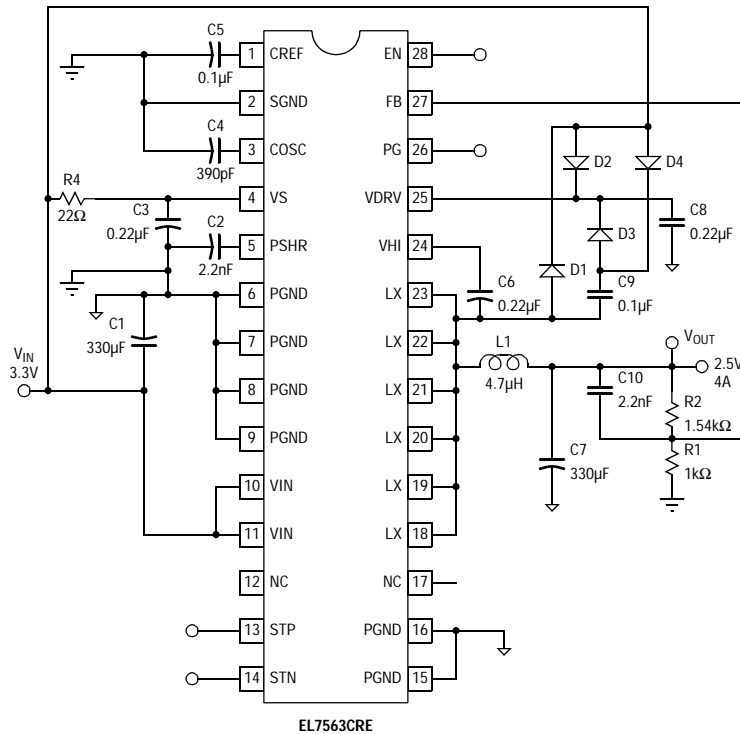 C5
0.1µF
1 CREF
EN 28
2 SGND
FB 27
C4
390pF
3 COSC
PG 26
D2
D4
R4
22Ω
4 VS
VDRV 25
C3
0.22µF
C2
2.2nF
5 PSHR
VHI 24
D3
C8
0.22µF
D1
C6
0.22µF
C9
0.1µF
6 PGND
LX 23
C1
330µF
7 PGND
LX 22
L1
4.7µH
VOUT
2.5V
4A
VIN
3.3V
8 PGND
LX 21
C10
2.2nF
R2
1.54kΩ
9 PGND
LX 20
R1
1kΩ
C7
330µF
10 VIN
LX 19
11 VIN
LX 18
12 NC
NC 17
13 STP
PGND 16
14 STN
PGND 15
EL7563CRE